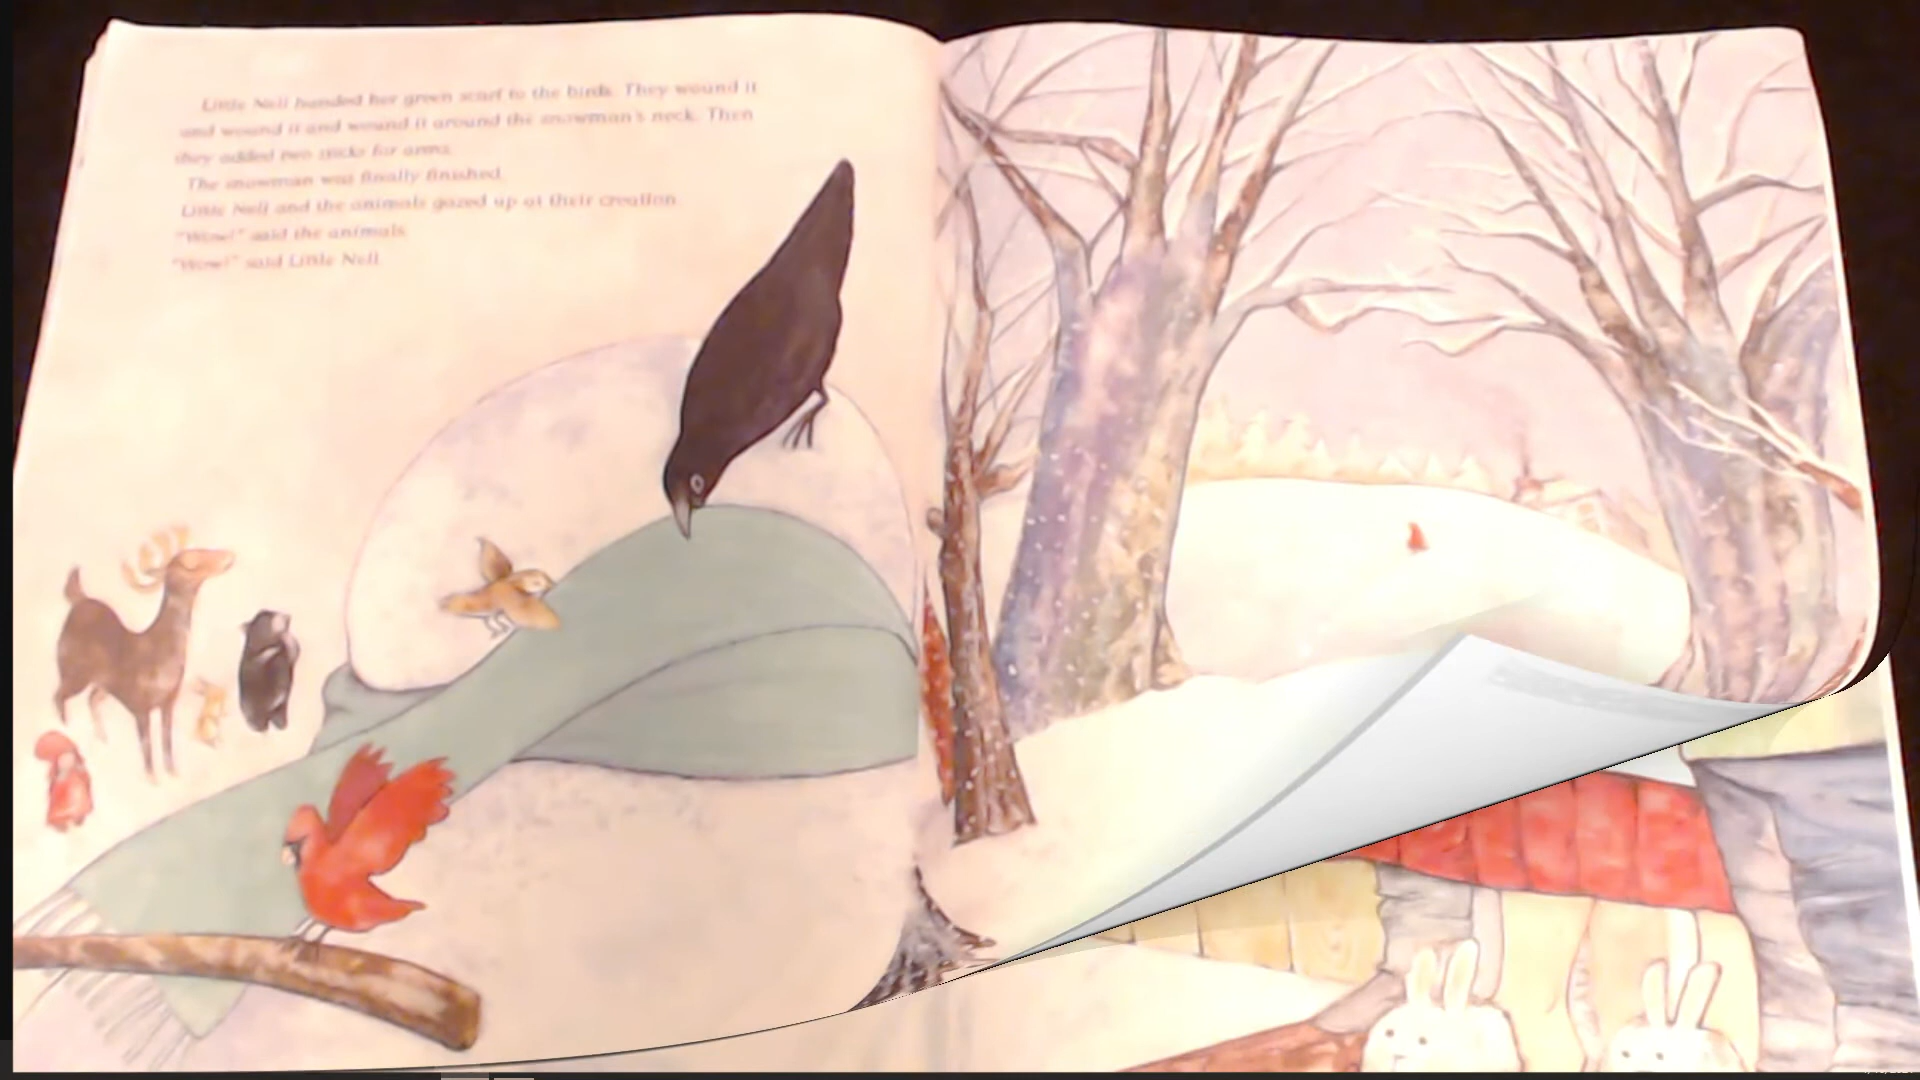 Little Nell handed her green scarf to the birds. They wound it
and wound it and wound it around the snowman's neck. Then
they added two sticks for arms.
The snowman was finally finished.
Little Nell and the animals gazed up at their creation.
"Wow!" said the animals.
"Wow!" said Little Nell.